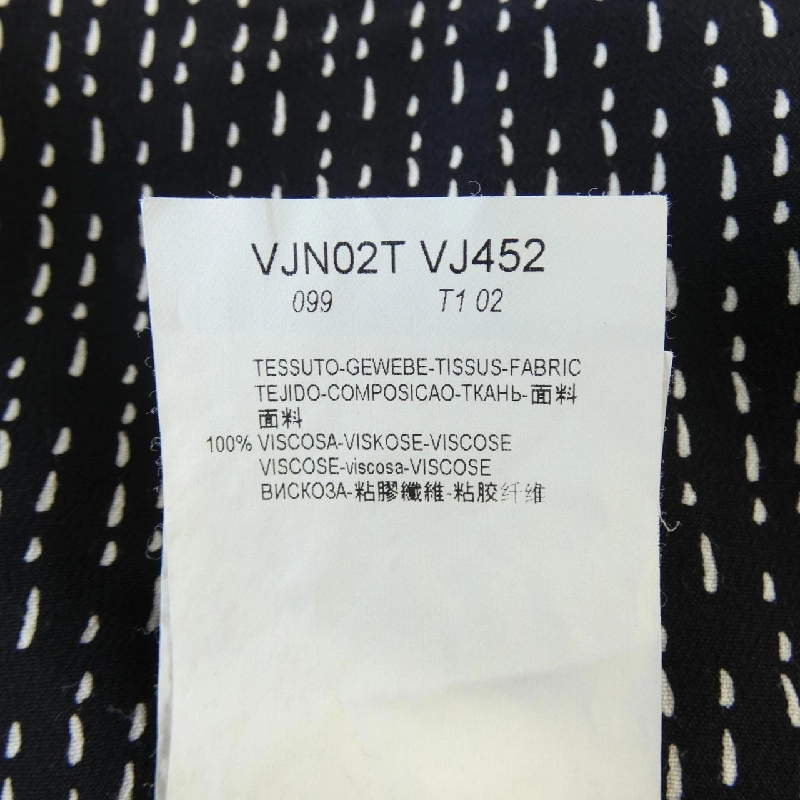 VJN02T VJ452
099 T1 02
TESSUTO-GEWEBE-TISSUS-FABRIC
TEJIDO-COMPOSICAO-ТКАНЬ-面料
面料
100% VISCOSA-VISKOSE-VISCOSE
VISCOSE-viscosa-VISCOSE
ВИСКОЗА-粘膠纖維-粘胶纤维